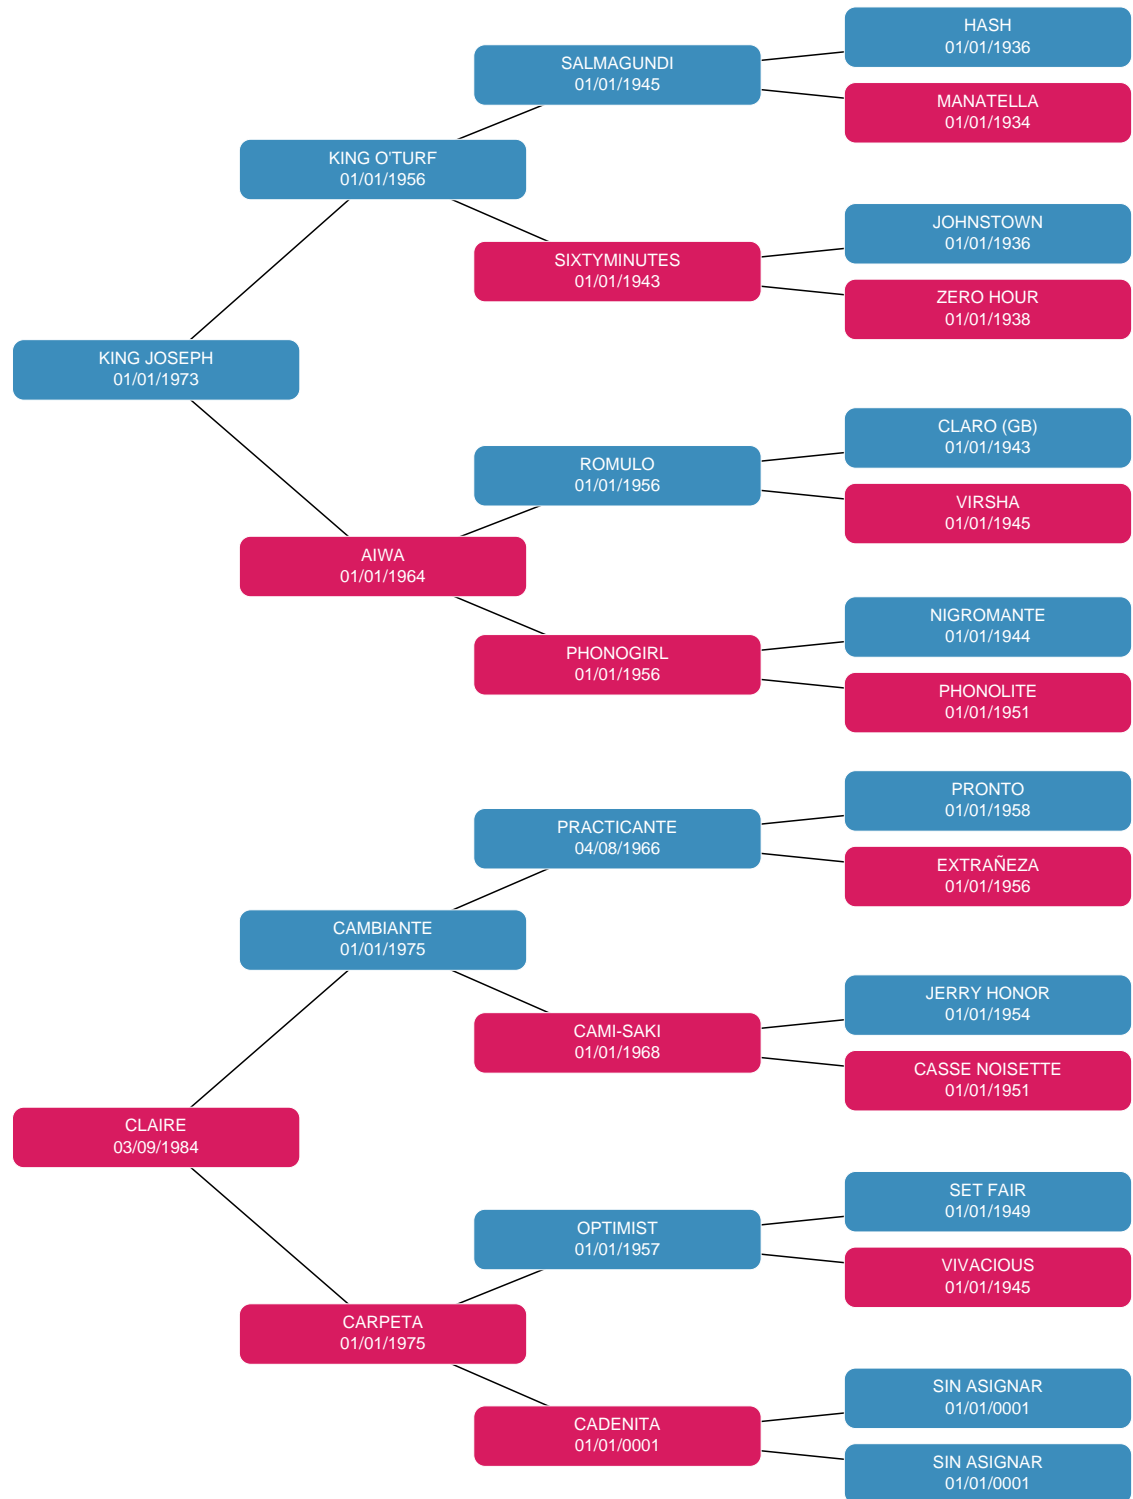 HASH
01/01/1936
SALMAGUNDI
01/01/1945
MANATELLA
01/01/1934
KING O'TURF
01/01/1956
JOHNSTOWN
01/01/1936
SIXTYMINUTES
01/01/1943
ZERO HOUR
01/01/1938
KING JOSEPH
01/01/1973
CLARO (GB)
01/01/1943
ROMULO
01/01/1956
VIRSHA
01/01/1945
AIWA
01/01/1964
NIGROMANTE
01/01/1944
PHONOGIRL
01/01/1956
PHONOLITE
01/01/1951
PRONTO
01/01/1958
PRACTICANTE
04/08/1966
EXTRAÑEZA
01/01/1956
CAMBIANTE
01/01/1975
JERRY HONOR
01/01/1954
CAMI-SAKI
01/01/1968
CASSE NOISETTE
01/01/1951
CLAIRE
03/09/1984
SET FAIR
01/01/1949
OPTIMIST
01/01/1957
VIVACIOUS
01/01/1945
CARPETA
01/01/1975
SIN ASIGNAR
01/01/0001
CADENITA
01/01/0001
SIN ASIGNAR
01/01/0001